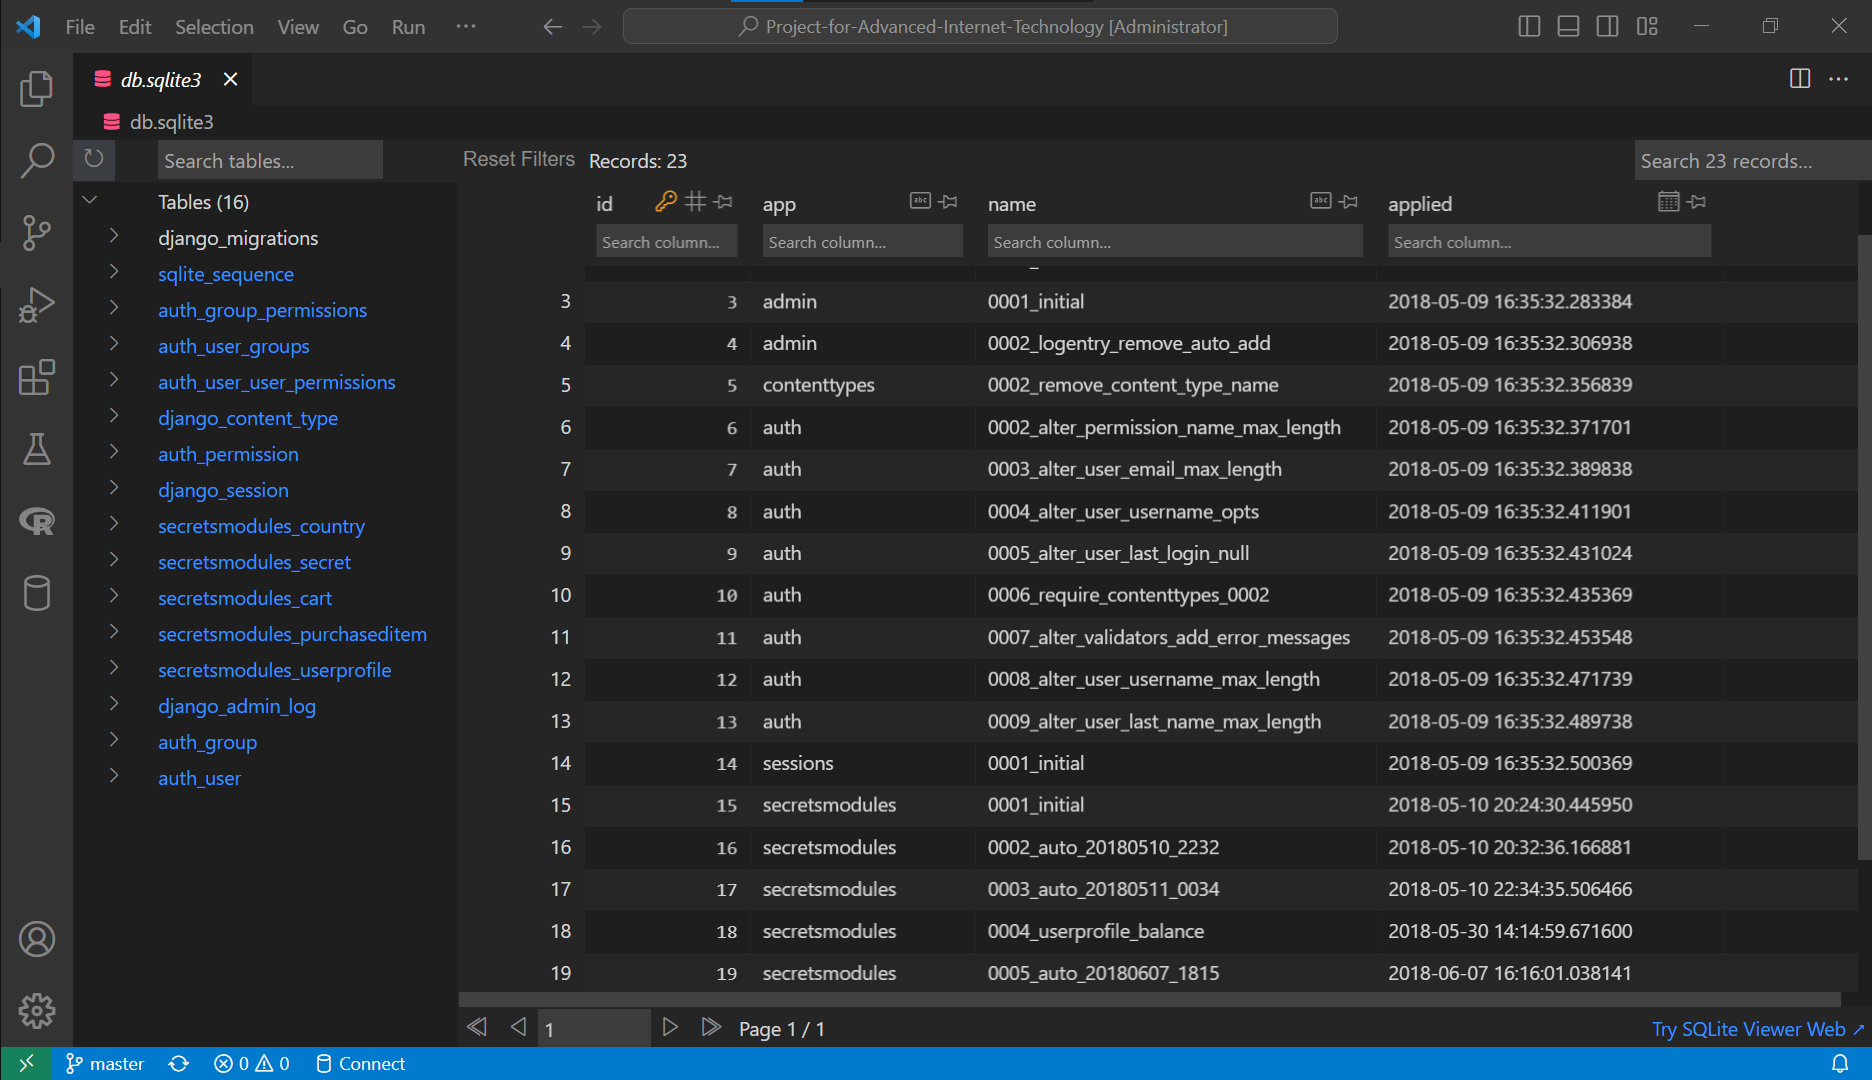 File Edit Selection View Go Run ··· Project-for-Advanced-Internet-Technology [Administrator]
db.sqlite3
db.sqlite3
Search tables... Reset Filters Records: 23 Search 23 records...
Tables (16)
django_migrations
sqlite_sequence
auth_group_permissions
auth_user_groups
auth_user_user_permissions
django_content_type
auth_permission
django_session
secretsmodules_country
secretsmodules_secret
secretsmodules_cart
secretsmodules_purchaseditem
secretsmodules_userprofile
django_admin_log
auth_group
auth_user
id app abc name abc applied
Search column... Search column... Search column... Search column...
3 3 admin 0001_initial 2018-05-09 16:35:32.283384
4 4 admin 0002_logentry_remove_auto_add 2018-05-09 16:35:32.306938
5 5 contenttypes 0002_remove_content_type_name 2018-05-09 16:35:32.356839
6 6 auth 0002_alter_permission_name_max_length 2018-05-09 16:35:32.371701
7 7 auth 0003_alter_user_email_max_length 2018-05-09 16:35:32.389838
8 8 auth 0004_alter_user_username_opts 2018-05-09 16:35:32.411901
9 9 auth 0005_alter_user_last_login_null 2018-05-09 16:35:32.431024
10 10 auth 0006_require_contenttypes_0002 2018-05-09 16:35:32.435369
11 11 auth 0007_alter_validators_add_error_messages 2018-05-09 16:35:32.453548
12 12 auth 0008_alter_user_username_max_length 2018-05-09 16:35:32.471739
13 13 auth 0009_alter_user_last_name_max_length 2018-05-09 16:35:32.489738
14 14 sessions 0001_initial 2018-05-09 16:35:32.500369
15 15 secretsmodules 0001_initial 2018-05-10 20:24:30.445950
16 16 secretsmodules 0002_auto_20180510_2232 2018-05-10 20:32:36.166881
17 17 secretsmodules 0003_auto_20180511_0034 2018-05-10 22:34:35.506466
18 18 secretsmodules 0004_userprofile_balance 2018-05-30 14:14:59.671600
19 19 secretsmodules 0005_auto_20180607_1815 2018-06-07 16:16:01.038141
1 Page 1 / 1 Try SQLite Viewer Web ↗
master 0 0 Connect